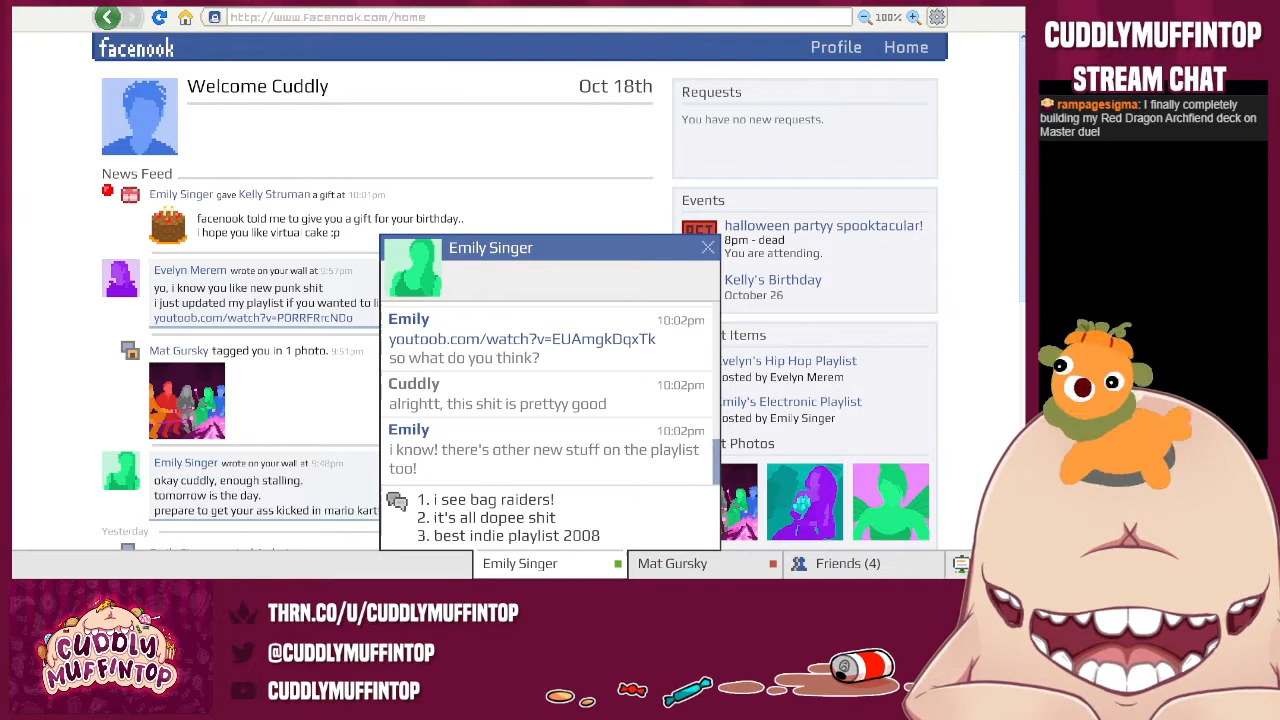 http://www.Facenook.com/home
100%
facenook
Profile
Home
Welcome Cuddly
Oct 18th
News Feed
Emily Singer gave Kelly Struman a gift at 10:01pm
facenook told me to give you a gift for your birthday..
i hope you like virtual cake :p
Evelyn Merem wrote on your wall at 9:57pm
yo, i know you like new punk shit
i just updated my playlist if you wanted to li
youtoob.com/watch?v=PORRFRrcNDo
Mat Gursky tagged you in 1 photo. 9:51pm
Emily Singer wrote on your wall at 9:48pm
okay cuddly, enough stalling.
tomorrow is the day.
prepare to get your ass kicked in mario kart
Yesterday
Requests
You have no new requests.
Events
halloween partyy spooktacular!
8pm - dead
You are attending.
Kelly's Birthday
October 26
t Items
velyn's Hip Hop Playlist
osted by Evelyn Merem
mily's Electronic Playlist
osted by Emily Singer
t Photos
Emily Singer
Emily
10:02pm
youtoob.com/watch?v=EUAmgkDqxTk
so what do you think?
Cuddly
10:02pm
alrightt, this shit is prettyy good
Emily
10:02pm
i know! there's other new stuff on the playlist
too!
1. i see bag raiders!
2. it's all dopee shit
3. best indie playlist 2008
Emily Singer
Mat Gursky
Friends (4)
CUDDLYMUFFINTOP
STREAM CHAT
rampagesigma: I finally completely
building my Red Dragon Archfiend deck on
Master duel
CUDDLY
MUFFINTOP
THRN.CO/U/CUDDLYMUFFINTOP
@CUDDLYMUFFINTOP
CUDDLYMUFFINTOP